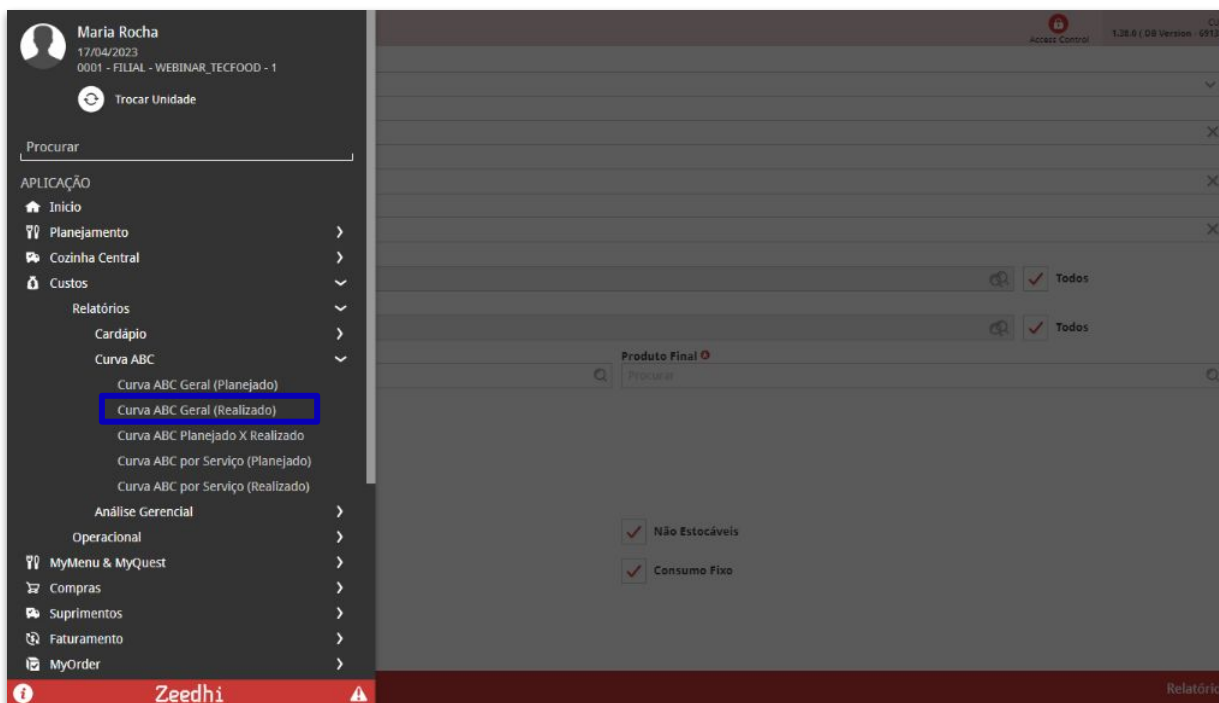 Maria Rocha
17/04/2023
0001 - FILIAL - WEBINAR_TECFOOD - 1
Trocar Unidade
Procurar
APLICAÇÃO
Inicio
Planejamento
Cozinha Central
Custos
Relatórios
Cardápio
Curva ABC
Curva ABC Geral (Planejado)
Curva ABC Geral (Realizado)
Curva ABC Planejado X Realizado
Curva ABC por Serviço (Planejado)
Curva ABC por Serviço (Realizado)
Análise Gerencial
Operacional
MyMenu & MyQuest
Compras
Suprimentos
Faturamento
MyOrder
Zeedhi
Access Control
1.38.0 ( DB Version - 6913
Todos
Todos
Produto Final
Procurar
Não Estocáveis
Consumo Fixo
Relatório